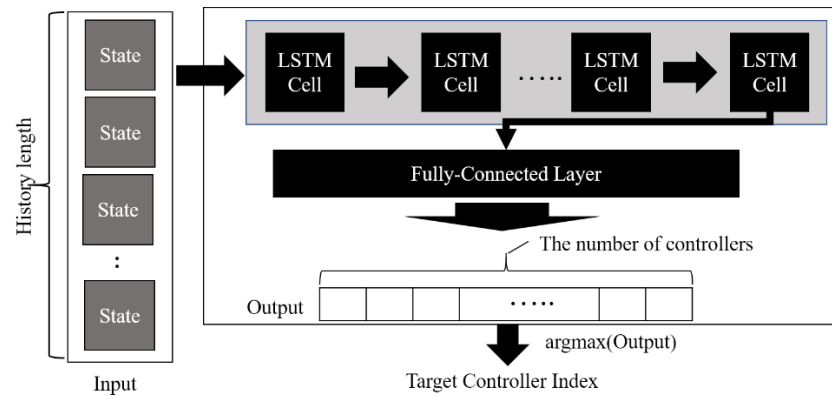 History length
State
State
State
:
State
Input
LSTM
Cell
LSTM
Cell
.....
LSTM
Cell
LSTM
Cell
Fully-Connected Layer
The number of controllers
Output
.....
argmax(Output)
Target Controller Index